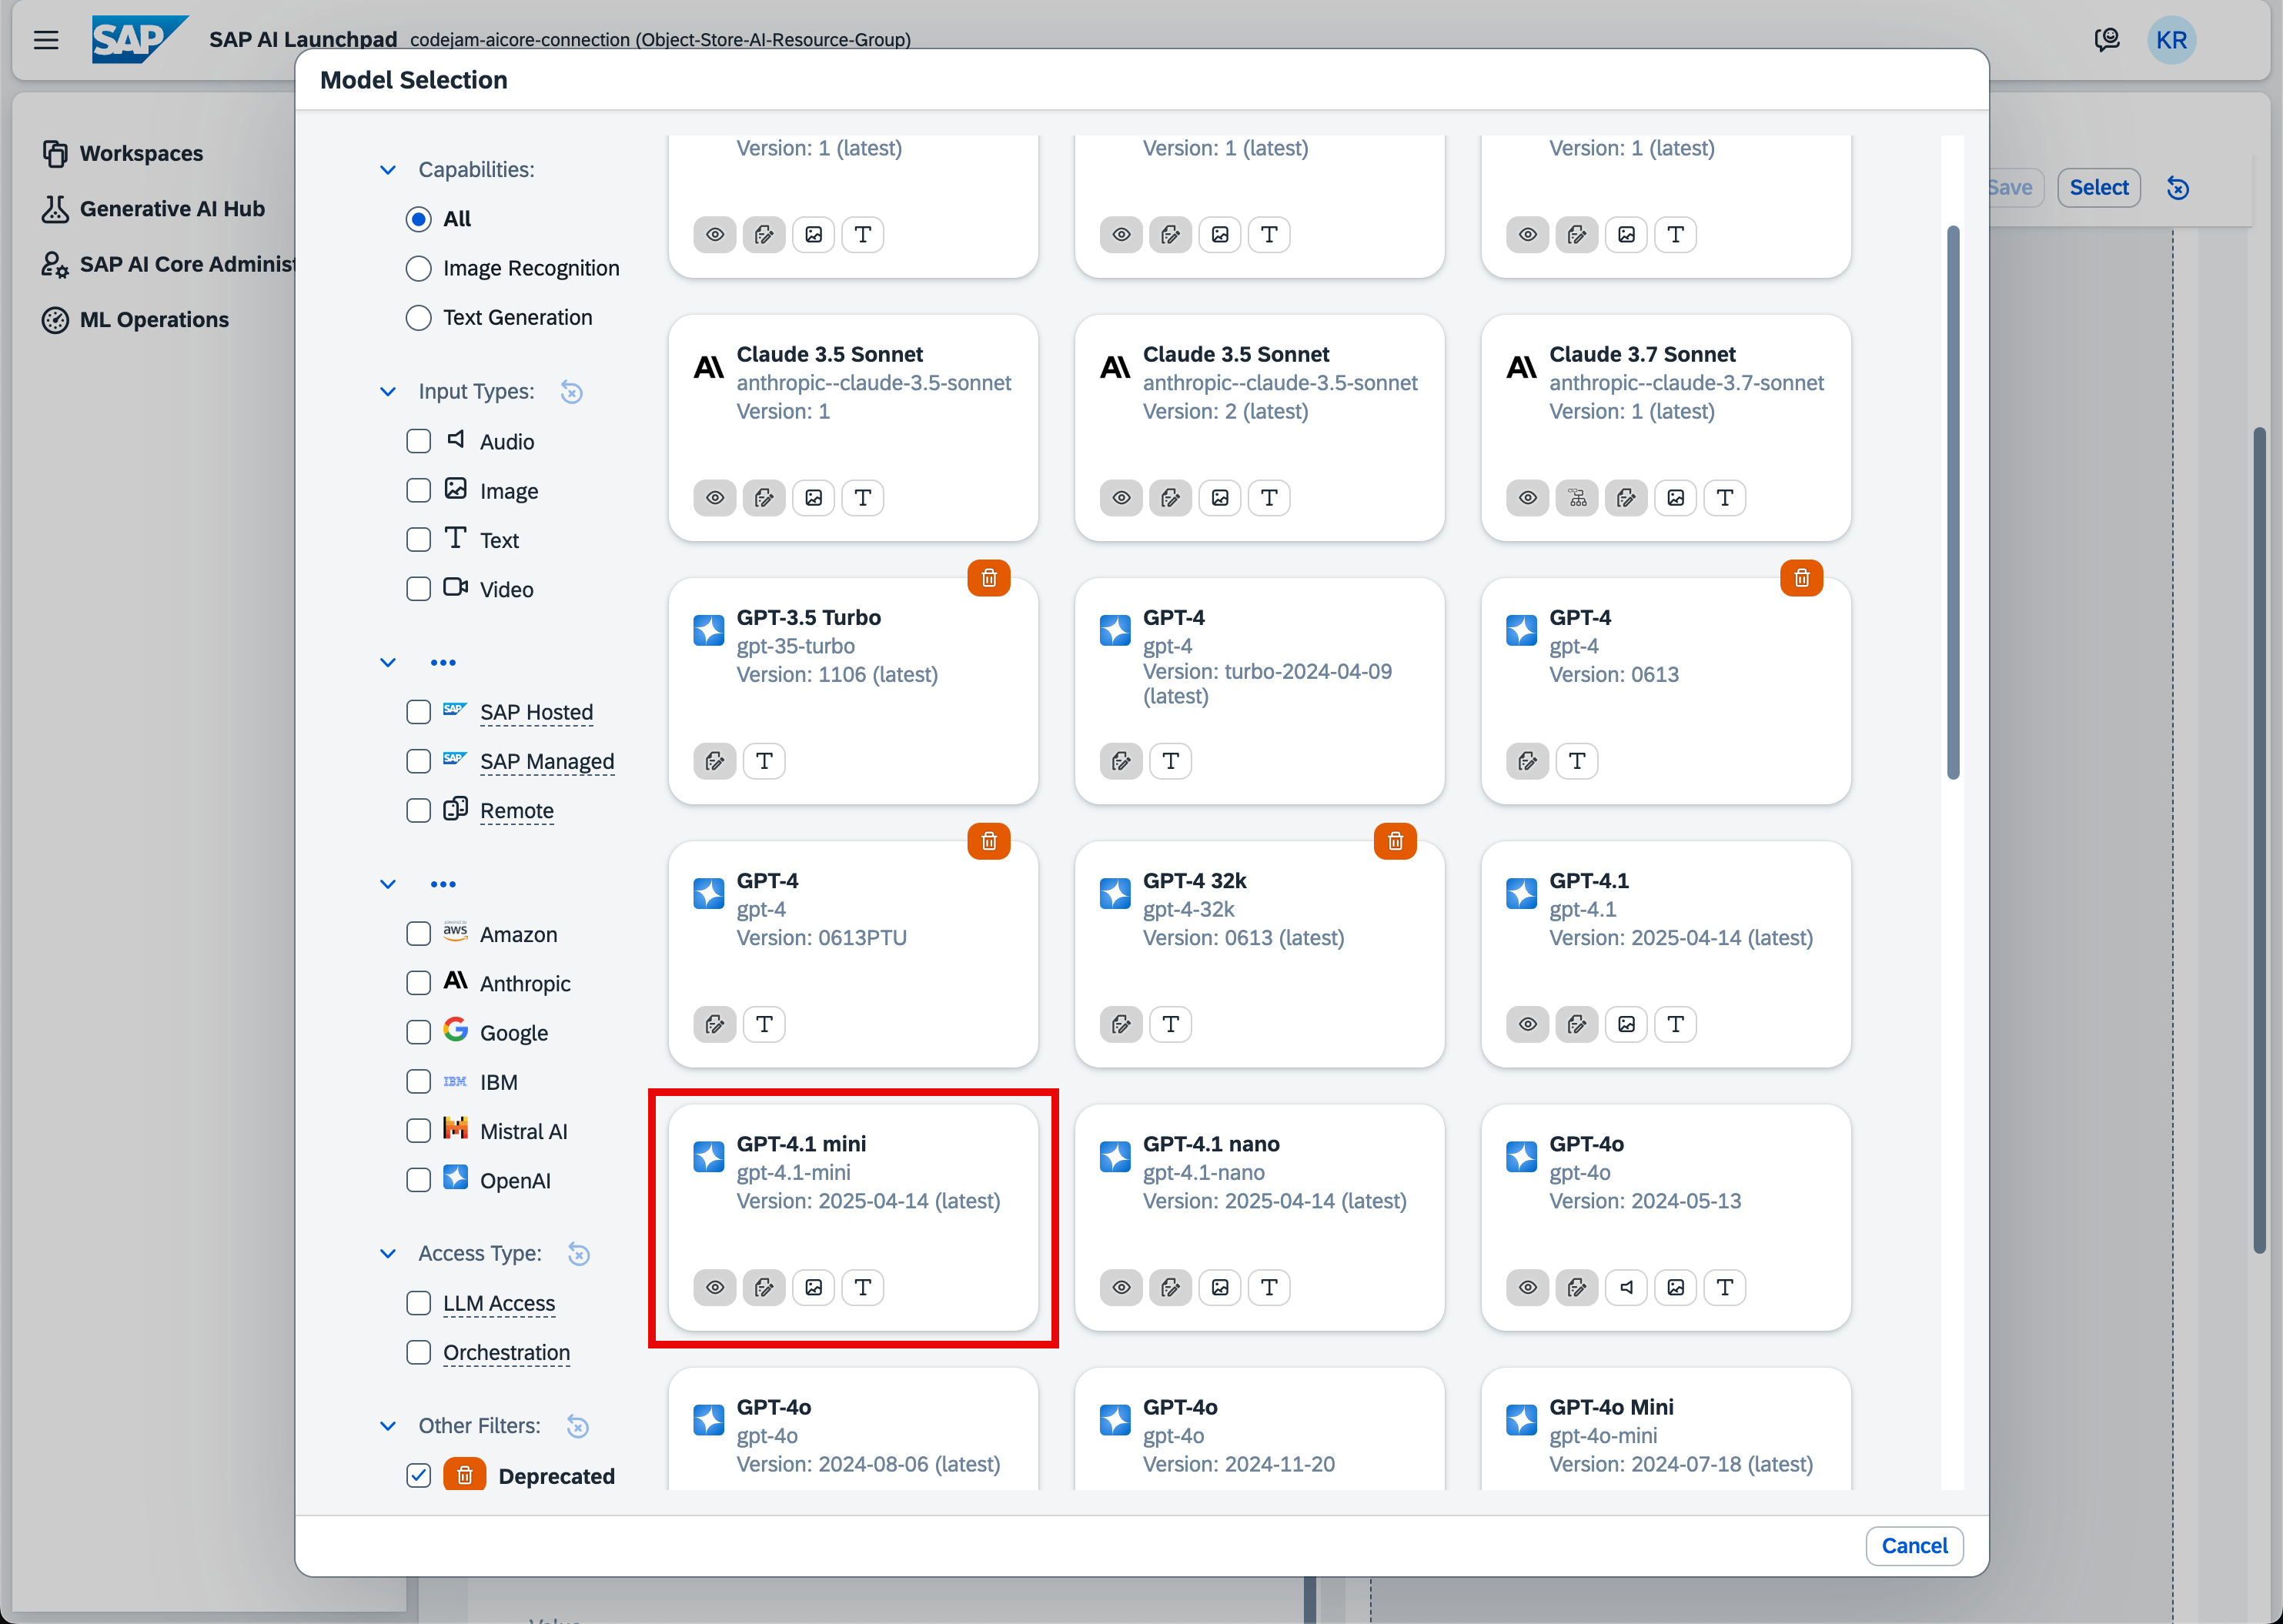 SAP
SAP AI Launchpad
codejam-aicore-connection (Object-Store-AI-Resource-Group)
KR
Workspaces
Generative AI Hub
SAP AI Core Administ
ML Operations
Save
Select
Model Selection
Capabilities:
All
Image Recognition
Text Generation
Input Types:
Audio
Image
Text
Video
SAP Hosted
SAP Managed
Remote
aws
Amazon
Anthropic
Google
IBM
Mistral AI
OpenAI
Access Type:
LLM Access
Orchestration
Other Filters:
Deprecated
Version: 1 (latest)
Version: 1 (latest)
Version: 1 (latest)
Claude 3.5 Sonnet
anthropic--claude-3.5-sonnet
Version: 1
Claude 3.5 Sonnet
anthropic--claude-3.5-sonnet
Version: 2 (latest)
Claude 3.7 Sonnet
anthropic--claude-3.7-sonnet
Version: 1 (latest)
GPT-3.5 Turbo
gpt-35-turbo
Version: 1106 (latest)
GPT-4
gpt-4
Version: turbo-2024-04-09
(latest)
GPT-4
gpt-4
Version: 0613
GPT-4
gpt-4
Version: 0613PTU
GPT-4 32k
gpt-4-32k
Version: 0613 (latest)
GPT-4.1
gpt-4.1
Version: 2025-04-14 (latest)
GPT-4.1 mini
gpt-4.1-mini
Version: 2025-04-14 (latest)
GPT-4.1 nano
gpt-4.1-nano
Version: 2025-04-14 (latest)
GPT-4o
gpt-4o
Version: 2024-05-13
GPT-4o
gpt-4o
Version: 2024-08-06 (latest)
GPT-4o
gpt-4o
Version: 2024-11-20
GPT-4o Mini
gpt-4o-mini
Version: 2024-07-18 (latest)
Cancel